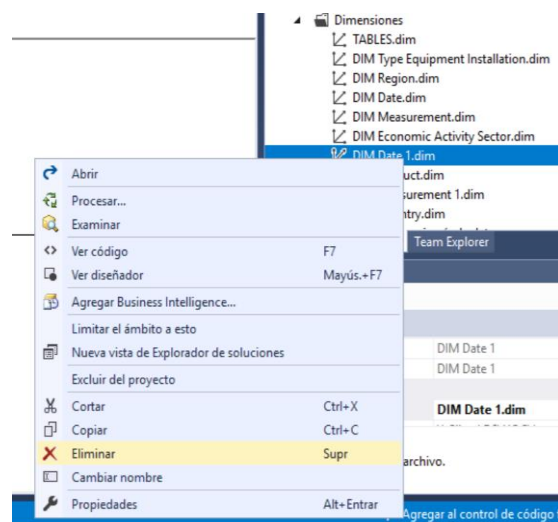 Dimensiones
TABLES.dim
DIM Type Equipment Installation.dim
DIM Region.dim
DIM Date.dim
DIM Measurement.dim
DIM Economic Activity Sector.dim
DIM Date 1.dim
uct.dim
urement 1.dim
ntry.dim
Team Explorer
Abrir
Procesar...
Examinar
Ver código F7
Ver diseñador Mayús.+F7
Agregar Business Intelligence...
Limitar el ámbito a esto
Nueva vista de Explorador de soluciones
Excluir del proyecto
Cortar Ctrl+X
Copiar Ctrl+C
Eliminar Supr
Cambiar nombre
Propiedades Alt+Entrar
DIM Date 1
DIM Date 1
DIM Date 1.dim
archivo.
Agregar al control de código